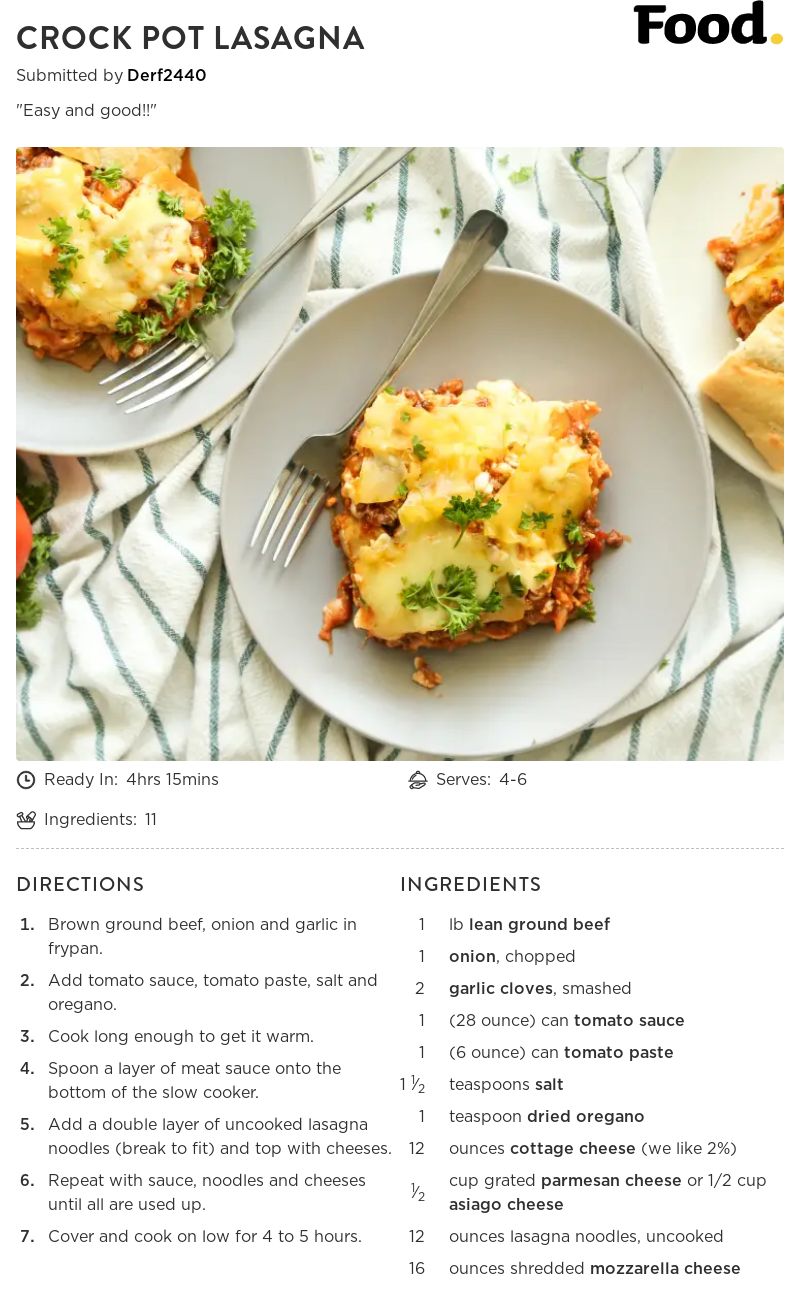 CROCK POT LASAGNA
Food.
Submitted by Derf2440
"Easy and good!!"
Ready In: 4hrs 15mins
Serves: 4-6
Ingredients: 11
DIRECTIONS
1. Brown ground beef, onion and garlic in
frypan.
2. Add tomato sauce, tomato paste, salt and
oregano.
3. Cook long enough to get it warm.
4. Spoon a layer of meat sauce onto the
bottom of the slow cooker.
5. Add a double layer of uncooked lasagna
noodles (break to fit) and top with cheeses.
6. Repeat with sauce, noodles and cheeses
until all are used up.
7. Cover and cook on low for 4 to 5 hours.
INGREDIENTS
1 lb lean ground beef
1 onion, chopped
2 garlic cloves, smashed
1 (28 ounce) can tomato sauce
1 (6 ounce) can tomato paste
1 1⁄2 teaspoons salt
1 teaspoon dried oregano
12 ounces cottage cheese (we like 2%)
1⁄2 cup grated parmesan cheese or 1/2 cup
asiago cheese
12 ounces lasagna noodles, uncooked
16 ounces shredded mozzarella cheese